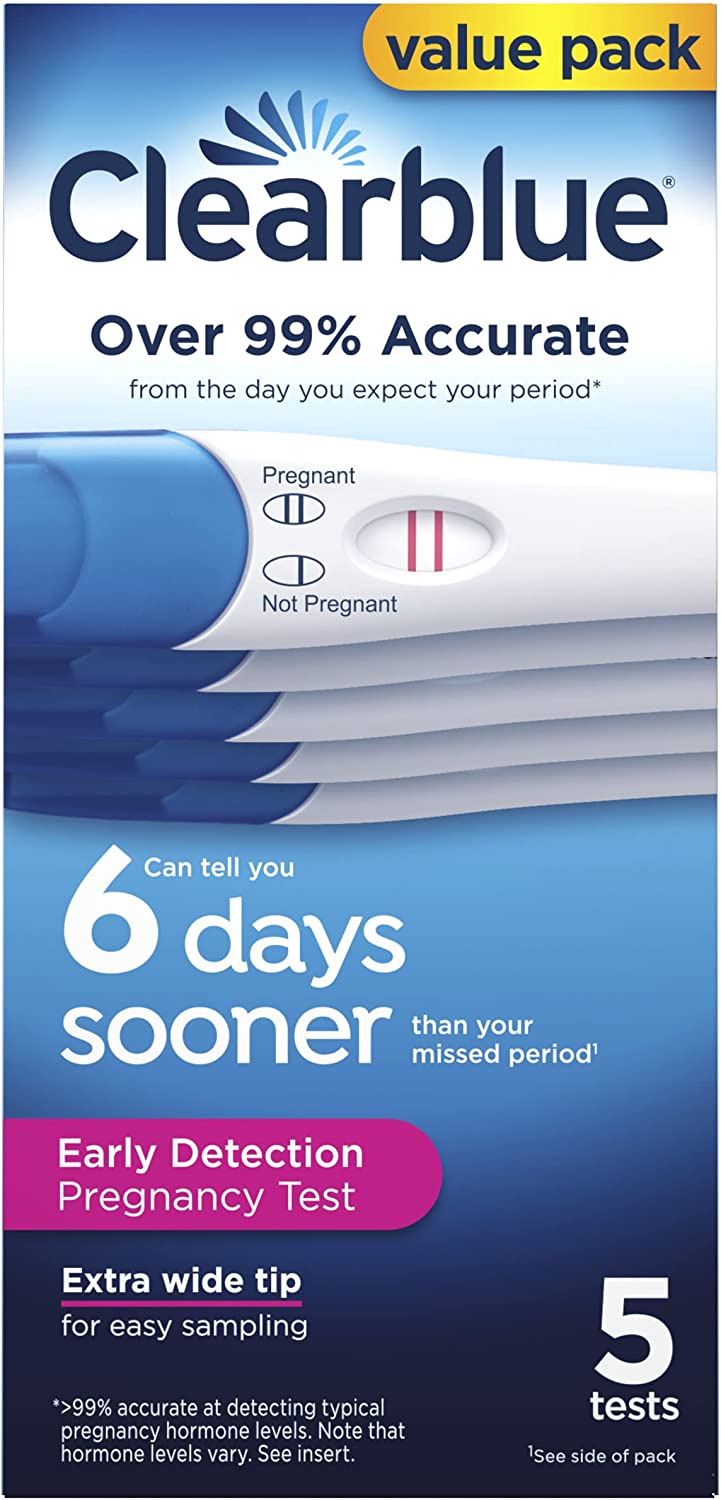 value pack
Clearblue®
Over 99% Accurate
from the day you expect your period*
Pregnant
Not Pregnant
Can tell you
6 days
sooner than your
missed period¹
Early Detection
Pregnancy Test
Extra wide tip
for easy sampling
5
tests
*>99% accurate at detecting typical
pregnancy hormone levels. Note that
hormone levels vary. See insert.
¹See side of pack